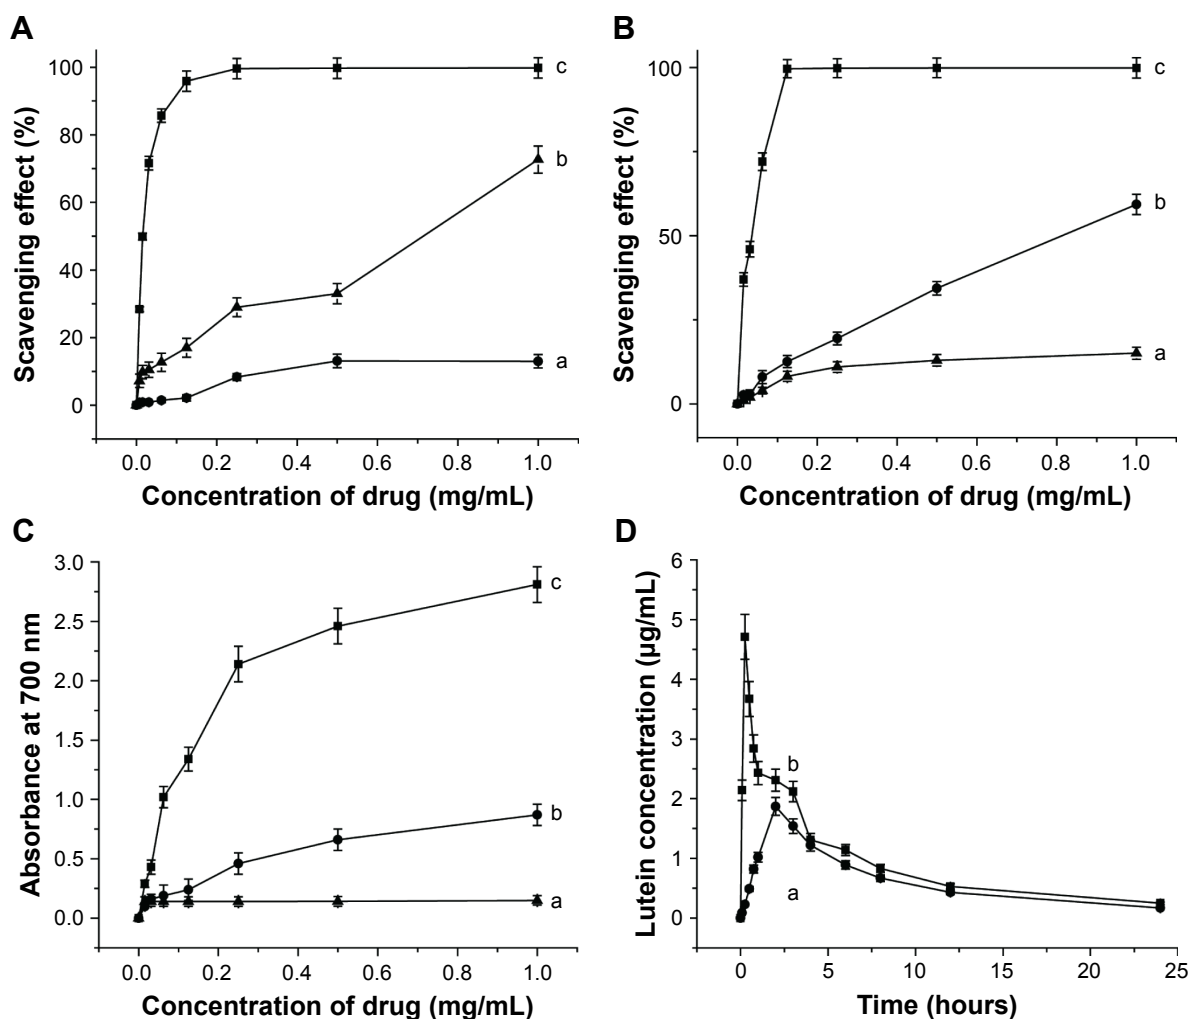 A
Scavenging effect (%)
100
80
60
40
20
0
c
b
a
0.0 0.2 0.4 0.6 0.8 1.0
Concentration of drug (mg/mL)
B
Scavenging effect (%)
100
50
0
c
b
a
0.0 0.2 0.4 0.6 0.8 1.0
Concentration of drug (mg/mL)
C
Absorbance at 700 nm
3.0
2.5
2.0
1.5
1.0
0.5
0.0
c
b
a
0.0 0.2 0.4 0.6 0.8 1.0
Concentration of drug (mg/mL)
D
Lutein concentration (µg/mL)
6
5
4
3
2
1
0
b
a
0 5 10 15 20 25
Time (hours)